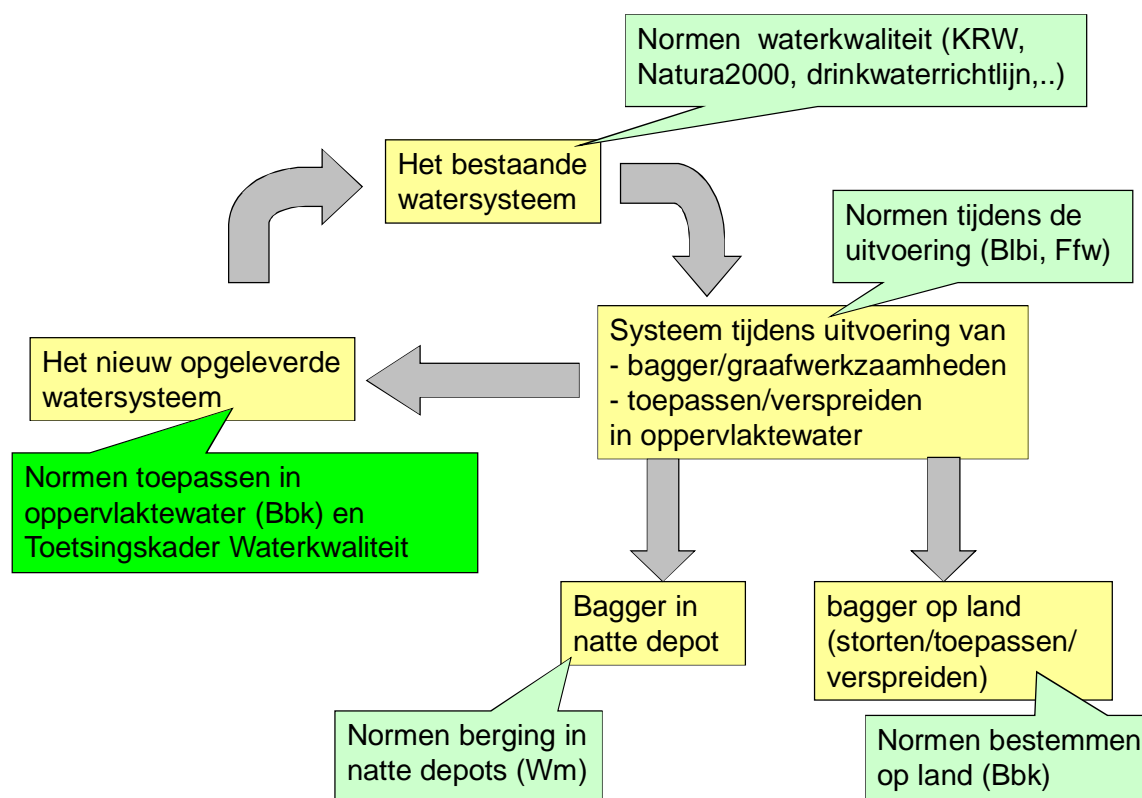 Normen waterkwaliteit (KRW,
Natura2000, drinkwaterrichtlijn,..)
Het bestaande
watersysteem
Normen tijdens de
uitvoering (Blbi, Ffw)
Systeem tijdens uitvoering van
- bagger/graafwerkzaamheden
- toepassen/verspreiden
in oppervlaktewater
Het nieuw opgeleverde
watersysteem
Normen toepassen in
oppervlaktewater (Bbk) en
Toetsingskader Waterkwaliteit
Bagger in
natte depot
bagger op land
(storten/toepassen/
verspreiden)
Normen berging in
natte depots (Wm)
Normen bestemmen
op land (Bbk)